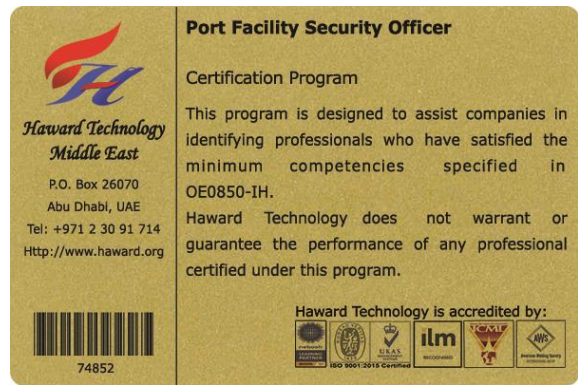 Haward Technology
Middle East
P.O. Box 26070
Abu Dhabi, UAE
Tel: +971 2 30 91 714
Http://www.haward.org
74852
Port Facility Security Officer
Certification Program
This program is designed to assist companies in
identifying professionals who have satisfied the
minimum competencies specified in
OE0850-IH.
Haward Technology does not warrant or
guarantee the performance of any professional
certified under this program.
Haward Technology is accredited by:
UKAS
ilm
ICML
AWS
ISO 9001:2015 Certified